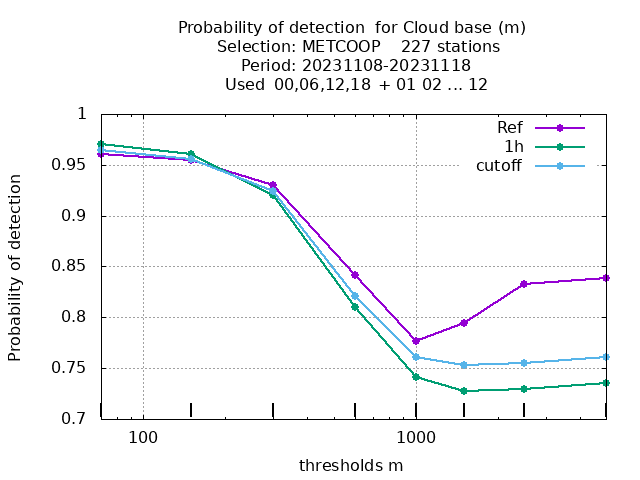 Probability of detection  for Cloud base (m)
Selection: METCOOP    227 stations
Period: 20231108-20231118
Used  00,06,12,18  + 01 02 ... 12
Probability of detection
1
0.95
0.9
0.85
0.8
0.75
0.7
Ref
1h
cutoff
100
1000
thresholds m